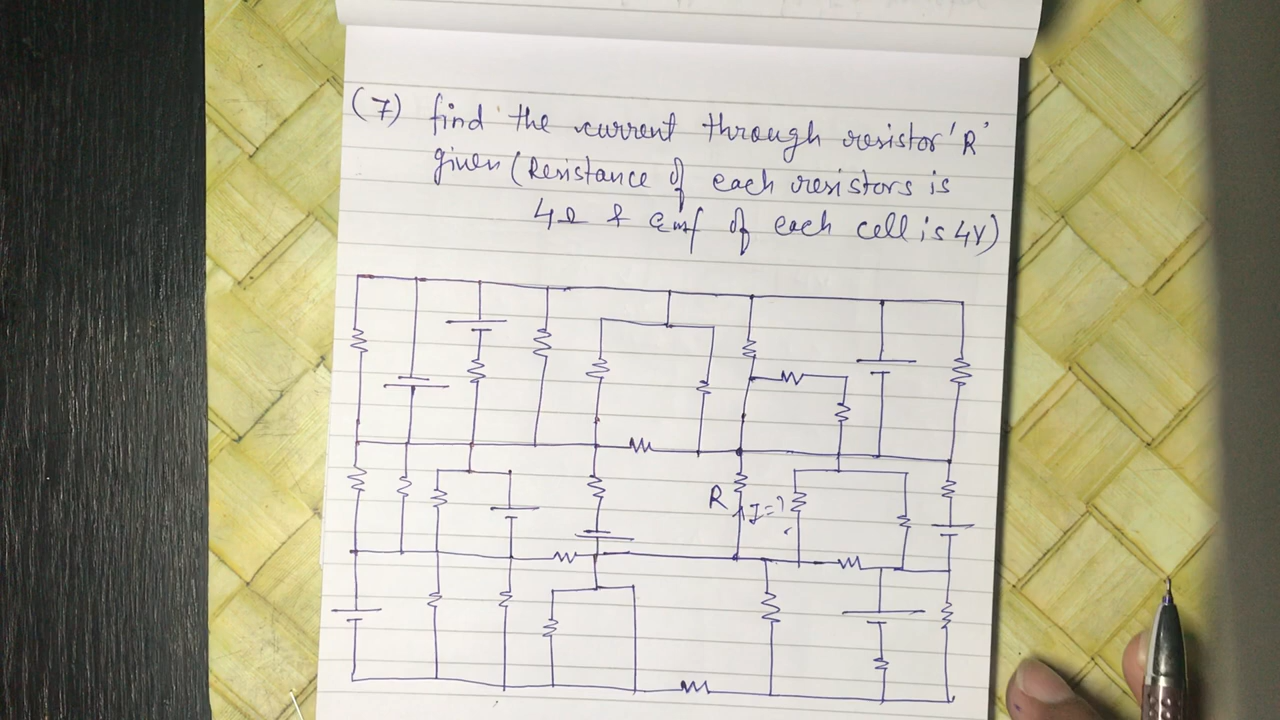 (7) find the current through resistor 'R'
given (Resistance of each resistors is
4Ω & emf of each cell is 4V)
R I=?